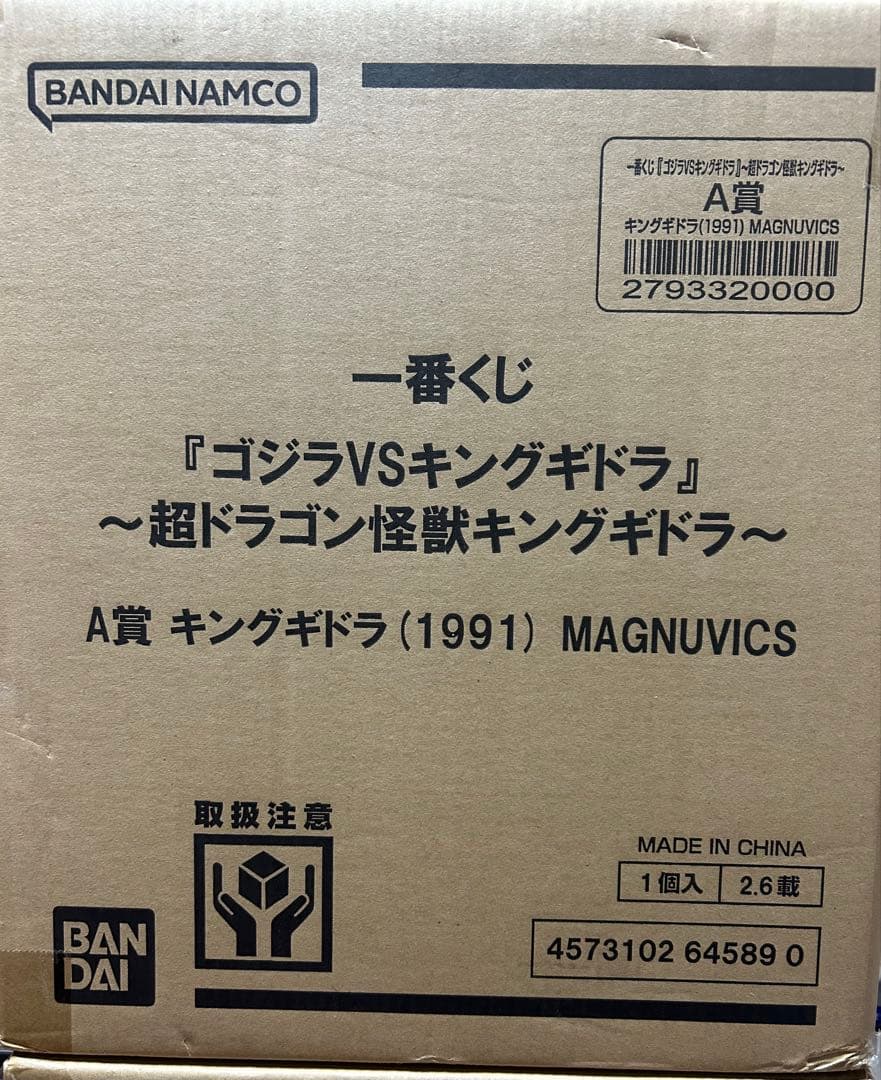 BANDAI NAMCO
一番くじ『ゴジラVSキングギドラ』~超ドラゴン怪獣キングギドラ~
A賞
キングギドラ(1991) MAGNUVICS
2793320000
一番くじ
『ゴジラVSキングギドラ』
~超ドラゴン怪獣キングギドラ~
A賞 キングギドラ(1991) MAGNUVICS
取扱注意
MADE IN CHINA
1個入 2.6載
4573102 64589 0
BAN
DAI